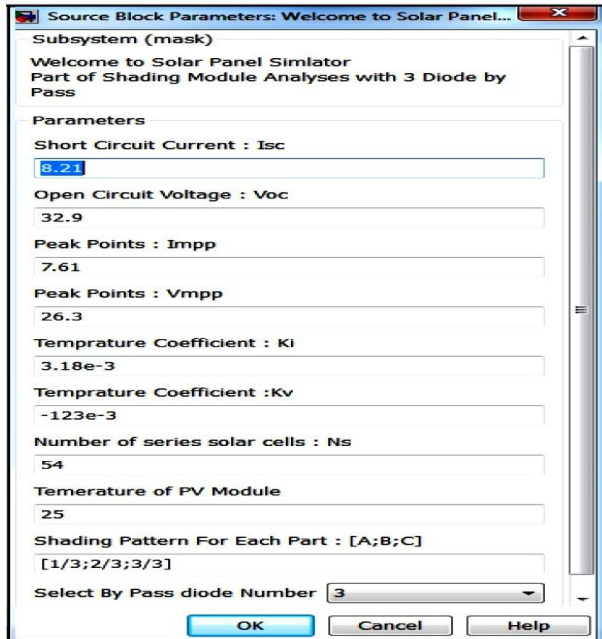 Source Block Parameters: Welcome to Solar Panel...
Subsystem (mask)
Welcome to Solar Panel Simlator
Part of Shading Module Analyses with 3 Diode by
Pass
Parameters
Short Circuit Current : Isc
8.21
Open Circuit Voltage : Voc
32.9
Peak Points : Impp
7.61
Peak Points : Vmpp
26.3
Temprature Coefficient : Ki
3.18e-3
Temprature Coefficient :Kv
-123e-3
Number of series solar cells : Ns
54
Temerature of PV Module
25
Shading Pattern For Each Part : [A;B;C]
[1/3;2/3;3/3]
Select By Pass diode Number 3
OK Cancel Help